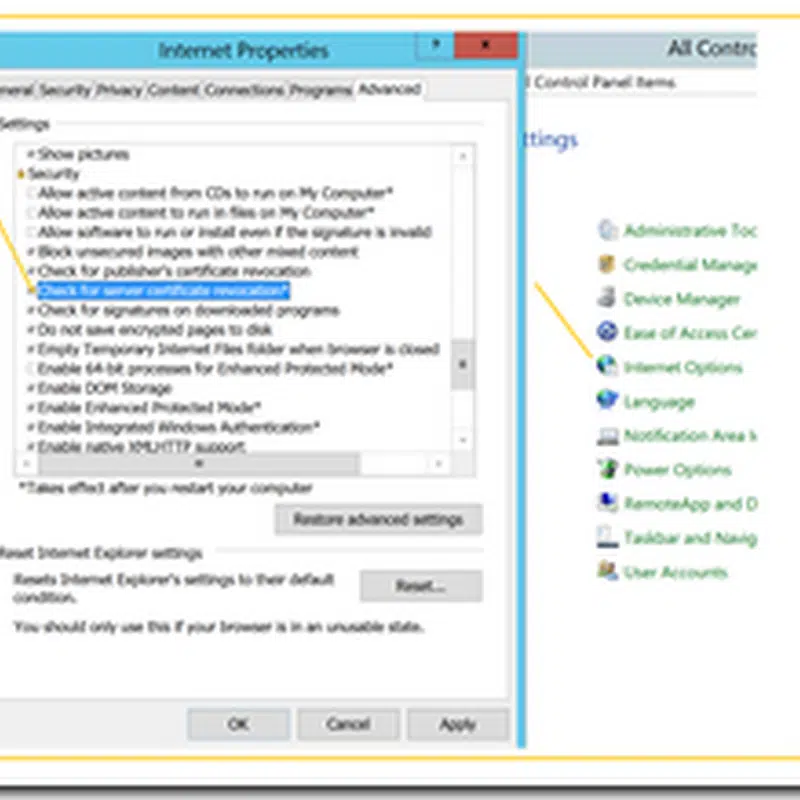 Internet Properties
?
x
neral Security Privacy Content Connections Programs Advanced
Settings
Show pictures
Security
Allow active content from CDs to run on My Computer*
Allow active content to run in files on My Computer*
Allow software to run or install even if the signature is invalid
Block unsecured images with other mixed content
Check for publisher's certificate revocation
Check for server certificate revocation*
Check for signatures on downloaded programs
Do not save encrypted pages to disk
Empty Temporary Internet Files folder when browser is closed
Enable 64-bit processes for Enhanced Protected Mode*
Enable DOM Storage
Enable Enhanced Protected Mode*
Enable Integrated Windows Authentication*
Enable native XMLHTTP support
*Takes effect after you restart your computer
Restore advanced settings
Reset Internet Explorer settings
Resets Internet Explorer's settings to their default
condition.
Reset...
You should only use this if your browser is in an unusable state.
OK Cancel Apply
All Contro
l Control Panel Items
ttings
Administrative Too
Credential Manage
Device Manager
Ease of Access Cen
Internet Options
Language
Notification Area I
Power Options
RemoteApp and D
Taskbar and Navig
User Accounts